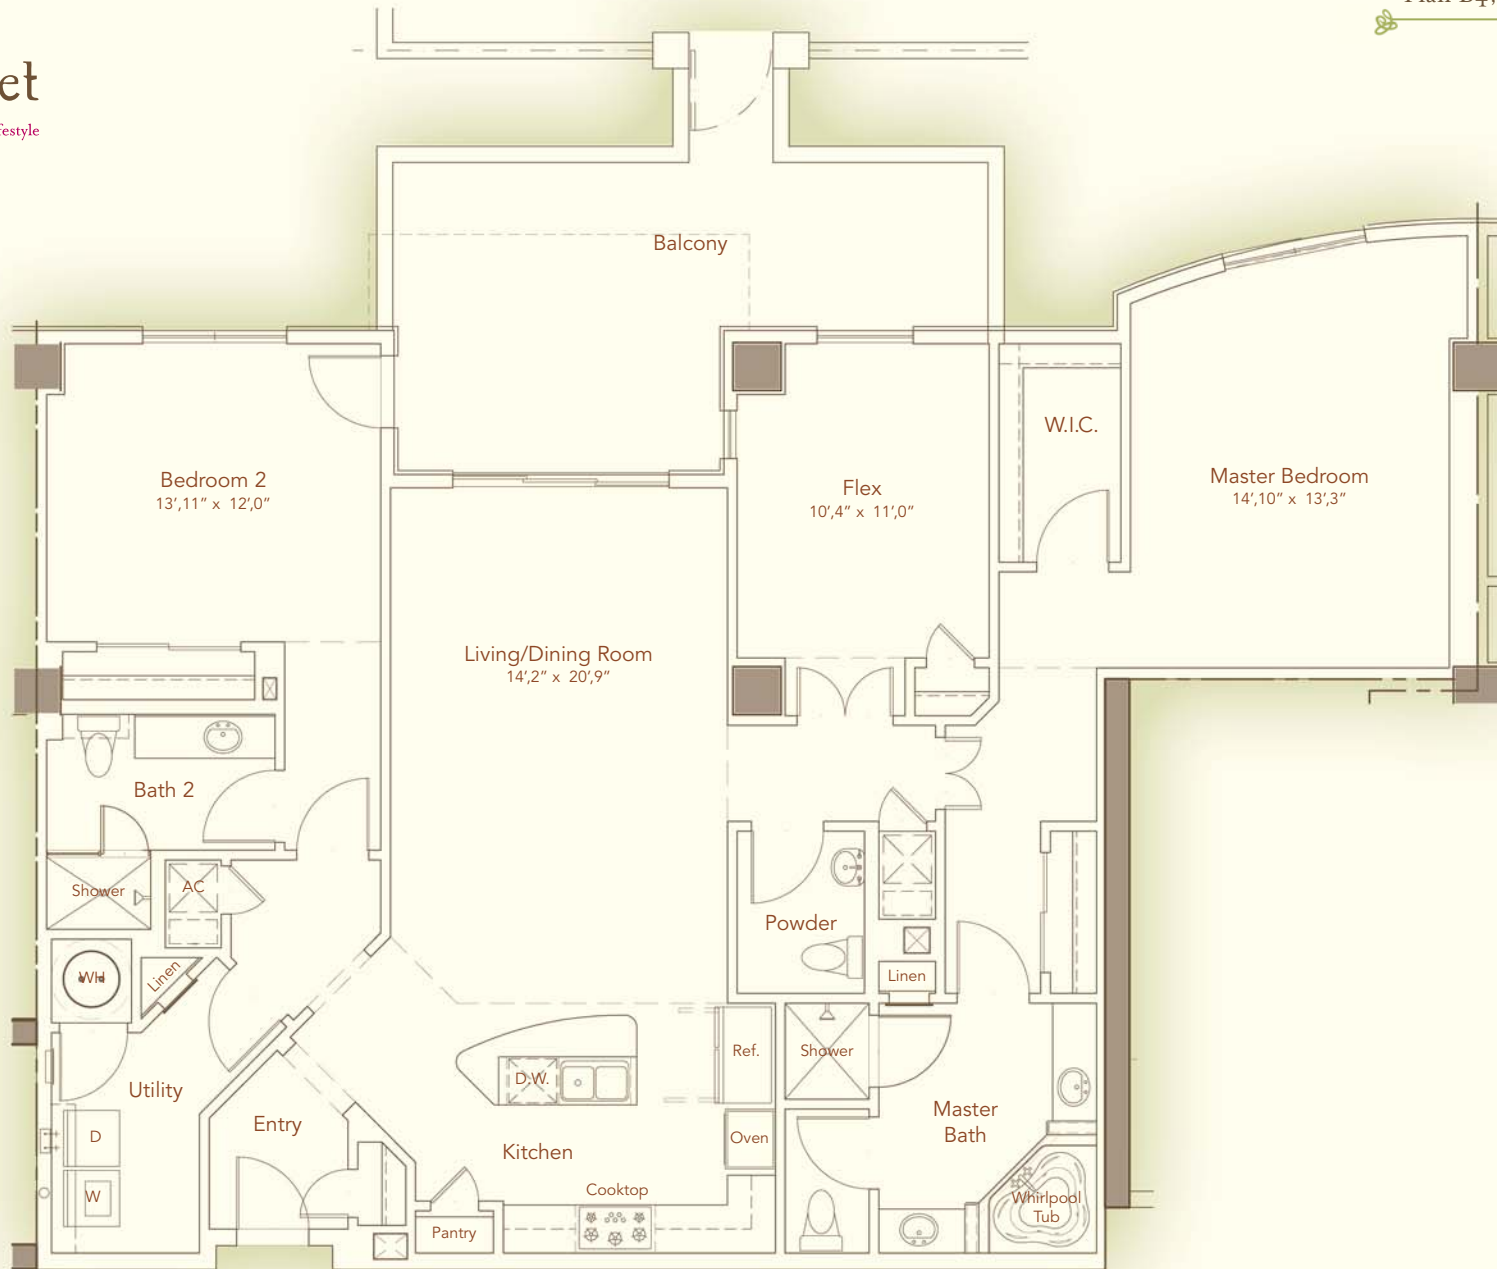 festyle
Balcony
Bedroom 2
13',11" x 12',0"
Flex
10',4" x 11',0"
W.I.C.
Master Bedroom
14',10" x 13',3"
Living/Dining Room
14',2" x 20',9"
Bath 2
Shower
AC
WH
Linen
Powder
Linen
Utility
D
W
Entry
D.W.
Ref.
Oven
Kitchen
Cooktop
Pantry
Shower
Master
Bath
Whirlpool
Tub